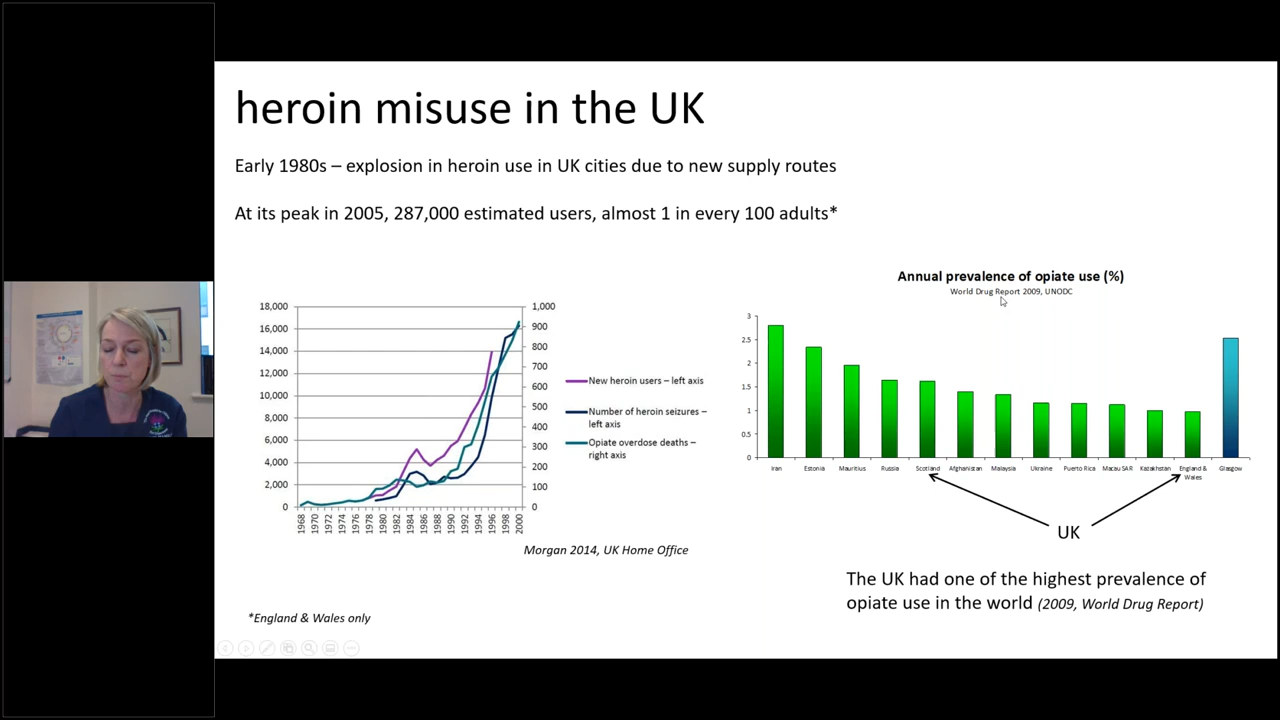 heroin misuse in the UK
Early 1980s – explosion in heroin use in UK cities due to new supply routes
At its peak in 2005, 287,000 estimated users, almost 1 in every 100 adults*
18,000
16,000
14,000
12,000
10,000
8,000
6,000
4,000
2,000
0
1,000
900
800
700
600
500
400
300
200
100
0
1968
1970
1972
1974
1976
1978
1980
1982
1984
1986
1988
1990
1992
1994
1996
1998
2000
New heroin users – left axis
Number of heroin seizures –
left axis
Opiate overdose deaths –
right axis
Morgan 2014, UK Home Office
*England & Wales only
Annual prevalence of opiate use (%)
World Drug Report 2009, UNODC
3
2.5
2
1.5
1
0.5
0
Iran
Estonia
Mauritius
Russia
Scotland
Afghanistan
Malaysia
Ukraine
Puerto Rica
Macau SAR
Kazakhstan
England &
Wales
Glasgow
UK
The UK had one of the highest prevalence of
opiate use in the world (2009, World Drug Report)